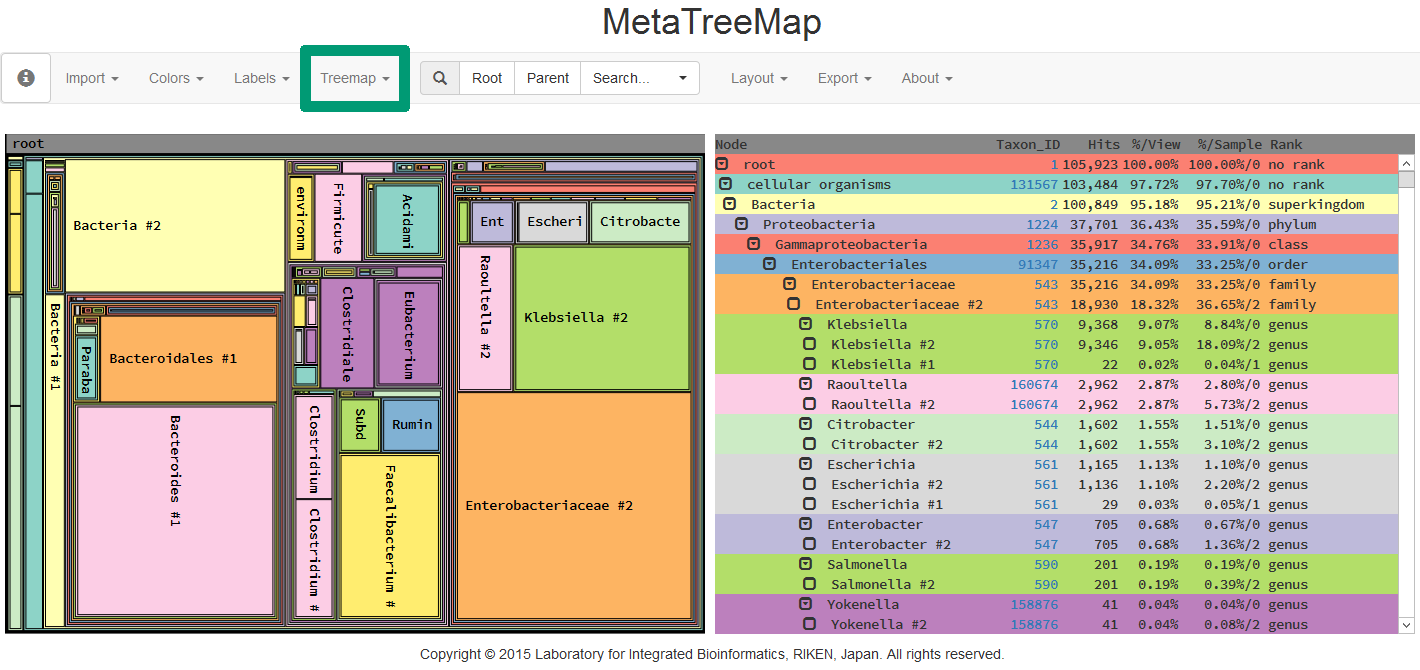 MetaTreeMap
Import Colors Labels Treemap Root Parent Search... Layout Export About
root
Bacteria #2
Bacteria #1
Paraba
Bacteroidales #1
Bacteroides #1
environm
Firmicute
Acidami
Clostridiale
Eubacterium
Clostridium
Clostridium #
Subd
Rumin
Faecalibacterium #
Ent
Escheri
Citrobacte
Raoultella #2
Klebsiella #2
Enterobacteriaceae #2
Node Taxon_ID Hits %/View %/Sample Rank
root 1 105,923 100.00% 100.00%/0 no rank
cellular organisms 131567 103,484 97.72% 97.70%/0 no rank
Bacteria 2 100,849 95.18% 95.21%/0 superkingdom
Proteobacteria 1224 37,701 36.43% 35.59%/0 phylum
Gammaproteobacteria 1236 35,917 34.76% 33.91%/0 class
Enterobacteriales 91347 35,216 34.09% 33.25%/0 order
Enterobacteriaceae 543 35,216 34.09% 33.25%/0 family
Enterobacteriaceae #2 543 18,930 18.32% 36.65%/2 family
Klebsiella 570 9,368 9.07% 8.84%/0 genus
Klebsiella #2 570 9,346 9.05% 18.09%/2 genus
Klebsiella #1 570 22 0.02% 0.04%/1 genus
Raoultella 160674 2,962 2.87% 2.80%/0 genus
Raoultella #2 160674 2,962 2.87% 5.73%/2 genus
Citrobacter 544 1,602 1.55% 1.51%/0 genus
Citrobacter #2 544 1,602 1.55% 3.10%/2 genus
Escherichia 561 1,165 1.13% 1.10%/0 genus
Escherichia #2 561 1,136 1.10% 2.20%/2 genus
Escherichia #1 561 29 0.03% 0.05%/1 genus
Enterobacter 547 705 0.68% 0.67%/0 genus
Enterobacter #2 547 705 0.68% 1.36%/2 genus
Salmonella 590 201 0.19% 0.19%/0 genus
Salmonella #2 590 201 0.19% 0.39%/2 genus
Yokenella 158876 41 0.04% 0.04%/0 genus
Yokenella #2 158876 41 0.04% 0.08%/2 genus
Copyright © 2015 Laboratory for Integrated Bioinformatics, RIKEN, Japan. All rights reserved.